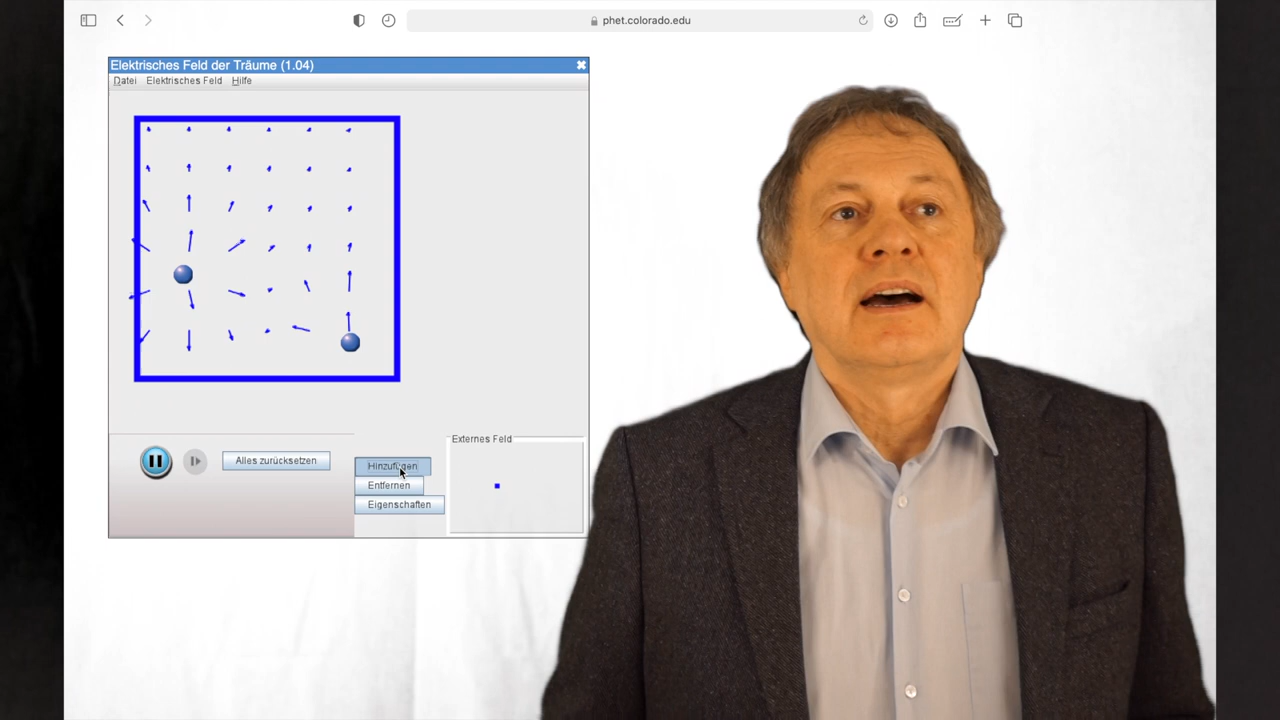 phet.colorado.edu
Elektrisches Feld der Träume (1.04)
Datei Elektrisches Feld Hilfe
Externes Feld
Alles zurücksetzen
Hinzufügen
Entfernen
Eigenschaften